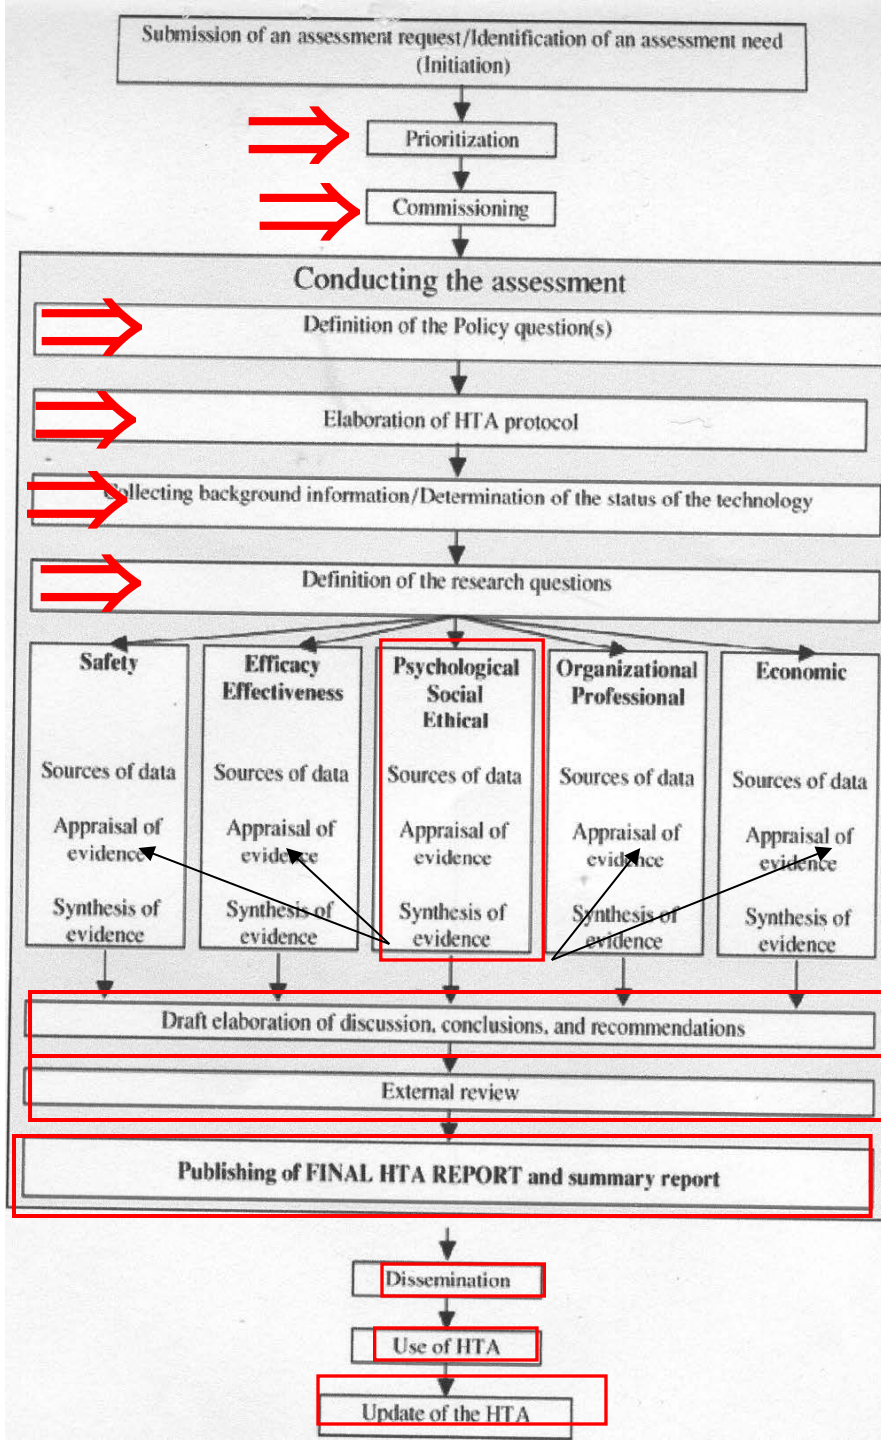 Submission of an assessment request/Identification of an assessment need
(Initiation)
Prioritization
Commissioning
Conducting the assessment
Definition of the Policy question(s)
Elaboration of HTA protocol
Collecting background information/Determination of the status of the technology
Definition of the research questions
Safety
Sources of data
Appraisal of
evidence
Synthesis of
evidence
Efficacy
Effectiveness
Sources of data
Appraisal of
evidence
Synthesis of
evidence
Psychological
Social
Ethical
Sources of data
Appraisal of
evidence
Synthesis of
evidence
Organizational
Professional
Sources of data
Appraisal of
evidence
Synthesis of
evidence
Economic
Sources of data
Appraisal of
evidence
Synthesis of
evidence
Draft elaboration of discussion, conclusions, and recommendations
External review
Publishing of FINAL HTA REPORT and summary report
Dissemination
Use of HTA
Update of the HTA